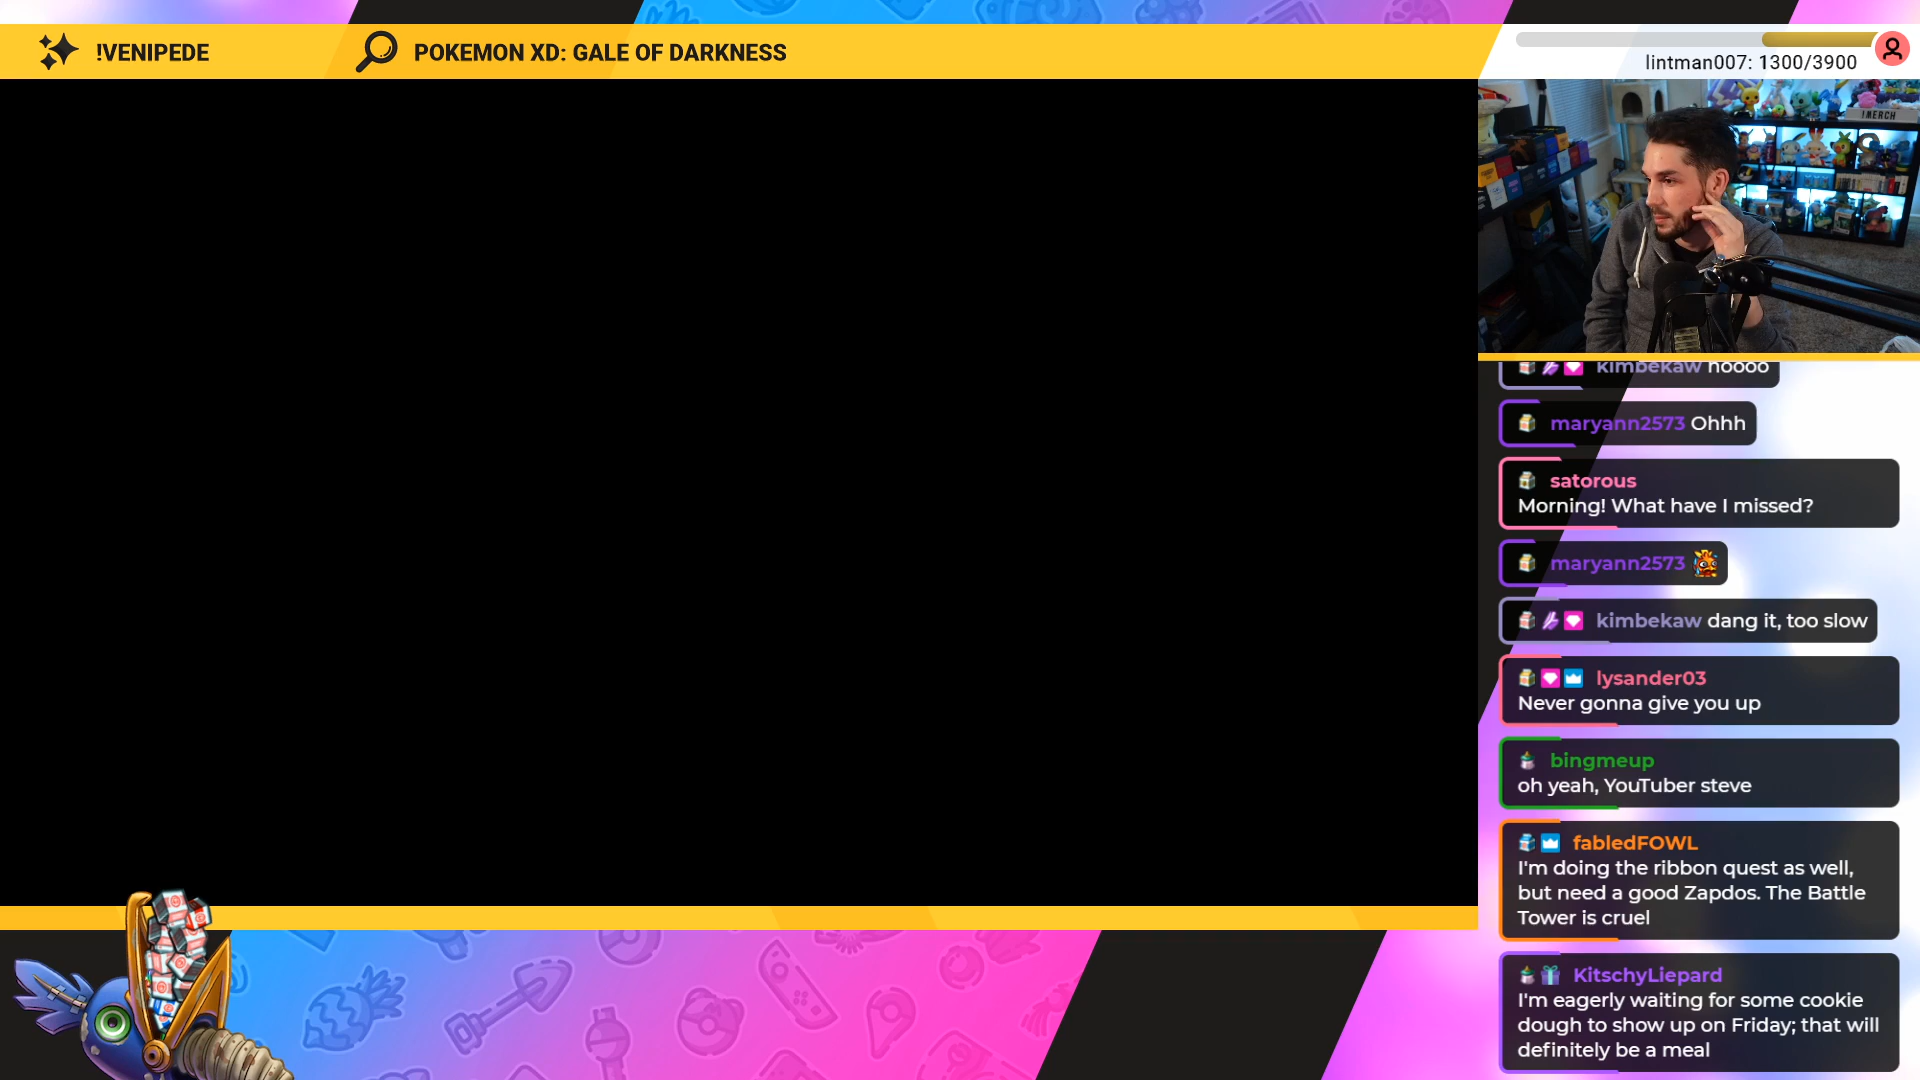 !VENIPEDE
POKEMON XD: GALE OF DARKNESS
lintman007: 1300/3900
!MERCH
kimbekaw noooo
maryann2573 Ohhh
satorous
Morning! What have I missed?
maryann2573
kimbekaw dang it, too slow
lysander03
Never gonna give you up
bingmeup
oh yeah, YouTuber steve
fabledFOWL
I'm doing the ribbon quest as well,
but need a good Zapdos. The Battle
Tower is cruel
KitschyLiepard
I'm eagerly waiting for some cookie
dough to show up on Friday; that will
definitely be a meal